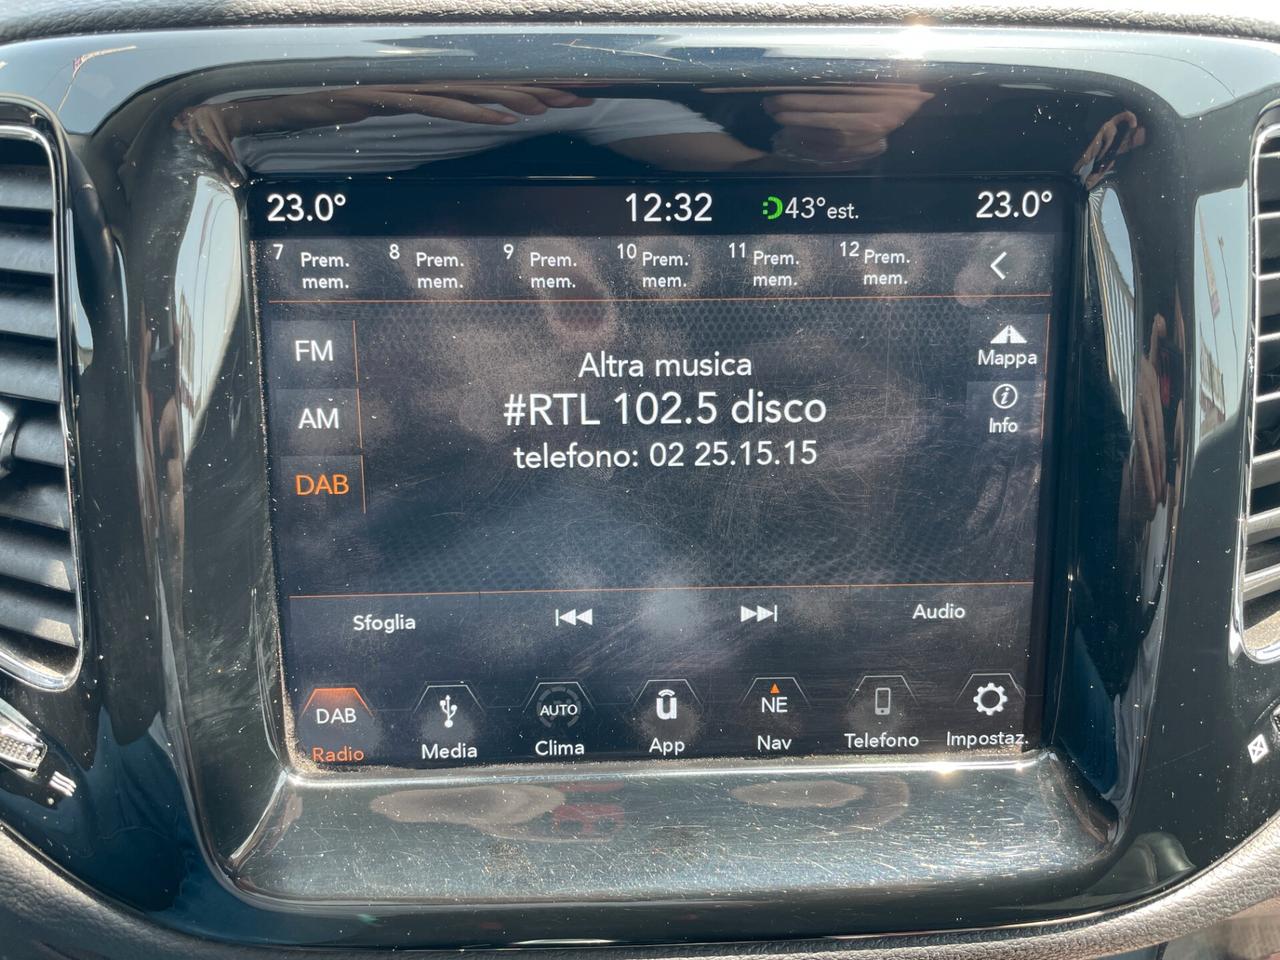 23.0° 12:32 43°est. 23.0°
7 Prem. mem. 8 Prem. mem. 9 Prem. mem. 10 Prem. mem. 11 Prem. mem. 12 Prem. mem.
FM
AM
DAB
Altra musica
#RTL 102.5 disco
telefono: 02 25.15.15
Mappa
Info
Sfoglia Audio
DAB AUTO ū NE
Radio Media Clima App Nav Telefono Impostaz.